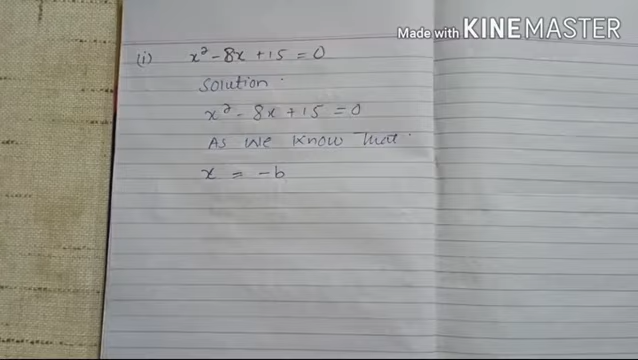 Made with KINEMASTER
(i) x² - 8x + 15 = 0
Solution.
x² - 8x + 15 = 0
As we know that.
x = -b